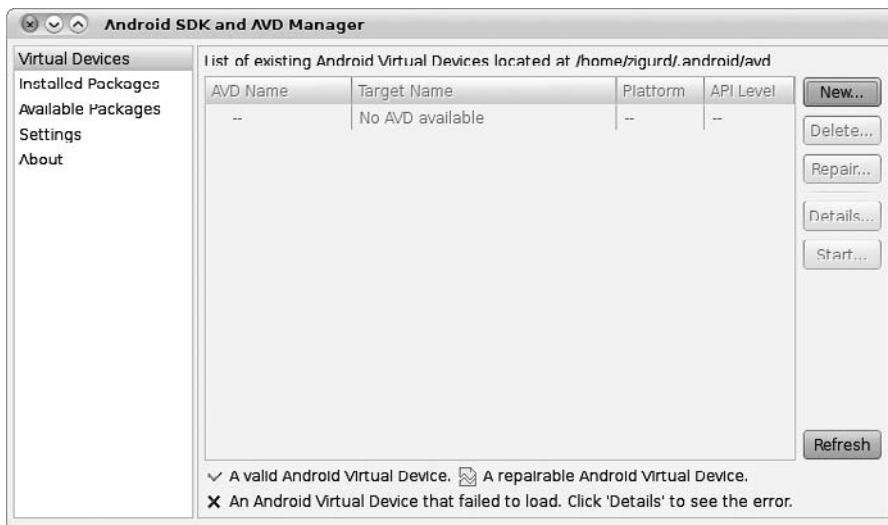 Android SDK and AVD Manager
Virtual Devices
Installed Packages
Available Packages
Settings
About
List of existing Android Virtual Devices located at /home/zigurd/.android/avd
AVD Name Target Name Platform API Level
-- No AVD available -- --
New...
Delete...
Repair...
Details...
Start...
Refresh
A valid Android Virtual Device. A repairable Android Virtual Device.
An Android Virtual Device that failed to load. Click 'Details' to see the error.